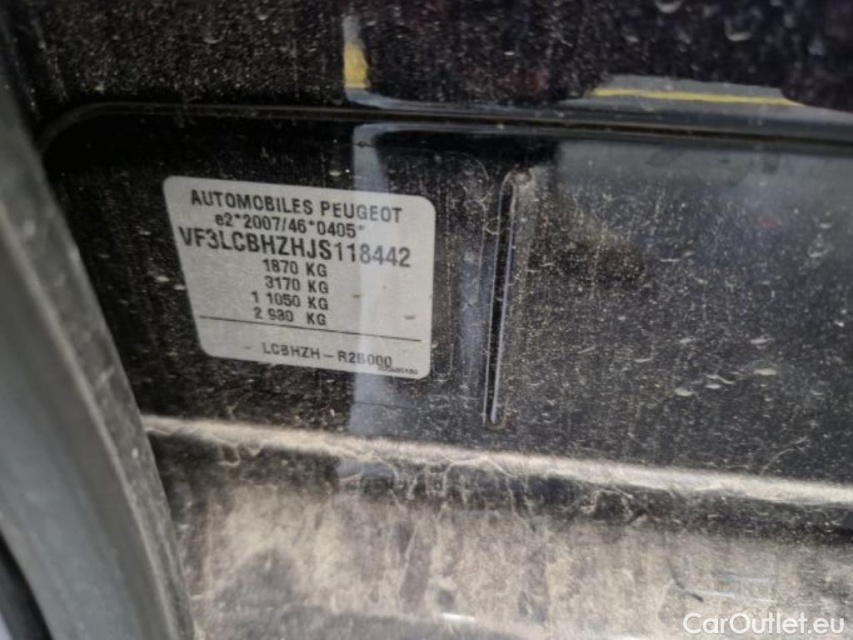 AUTOMOBILES PEUGEOT
e2*2007/46*0405*
VF3LCBHZHJS118442
1870 KG
3170 KG
1 1050 KG
2 930 KG
LCBHZH-R2B000
CarOutlet.eu